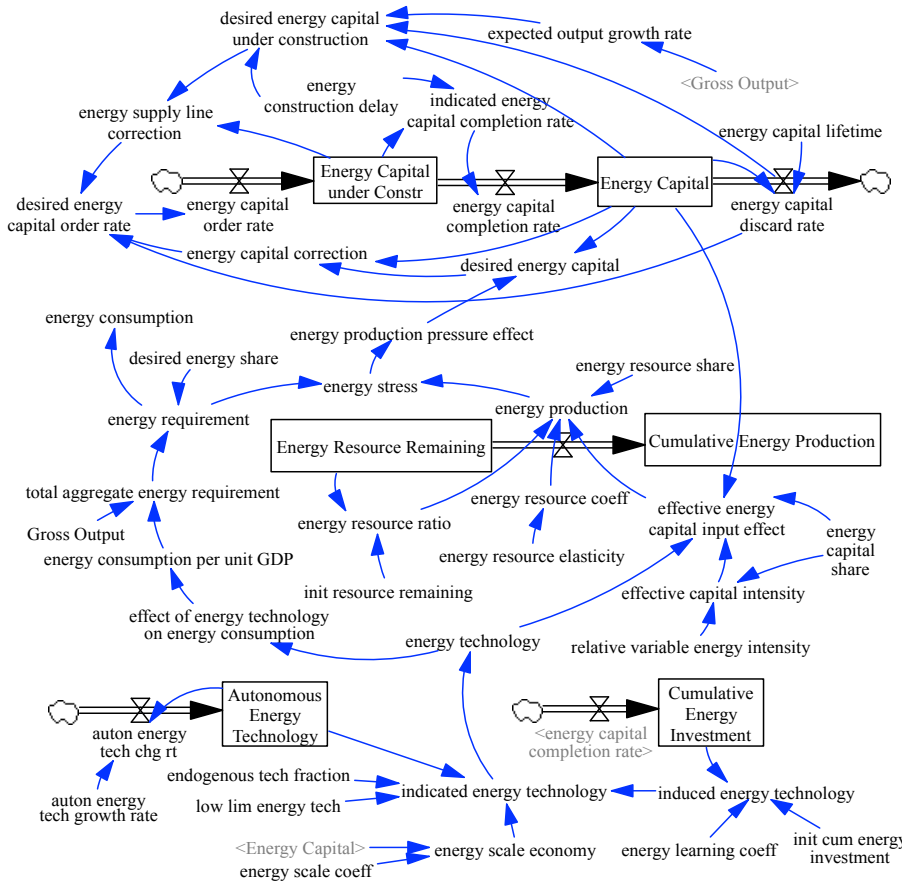 desired energy capital
under construction
expected output growth rate
<Gross Output>
energy
construction delay
indicated energy
capital completion rate
energy supply line
correction
energy capital lifetime
Energy Capital
under Constr
Energy Capital
desired energy
capital order rate
energy capital
order rate
energy capital
completion rate
energy capital
discard rate
energy capital correction
desired energy capital
energy consumption
energy production pressure effect
desired energy share
energy resource share
energy stress
energy requirement
energy production
Energy Resource Remaining
Cumulative Energy Production
total aggregate energy requirement
energy resource coeff
effective energy
capital input effect
Gross Output
energy resource ratio
energy
capital
share
energy consumption per unit GDP
energy resource elasticity
init resource remaining
effective capital intensity
effect of energy technology
on energy consumption
energy technology
relative variable energy intensity
Autonomous
Energy
Technology
Cumulative
Energy
Investment
auton energy
tech chg rt
<energy capital
completion rate>
endogenous tech fraction
auton energy
tech growth rate
low lim energy tech
indicated energy technology
induced energy technology
<Energy Capital>
energy scale coeff
energy scale economy
energy learning coeff
init cum energy
investment